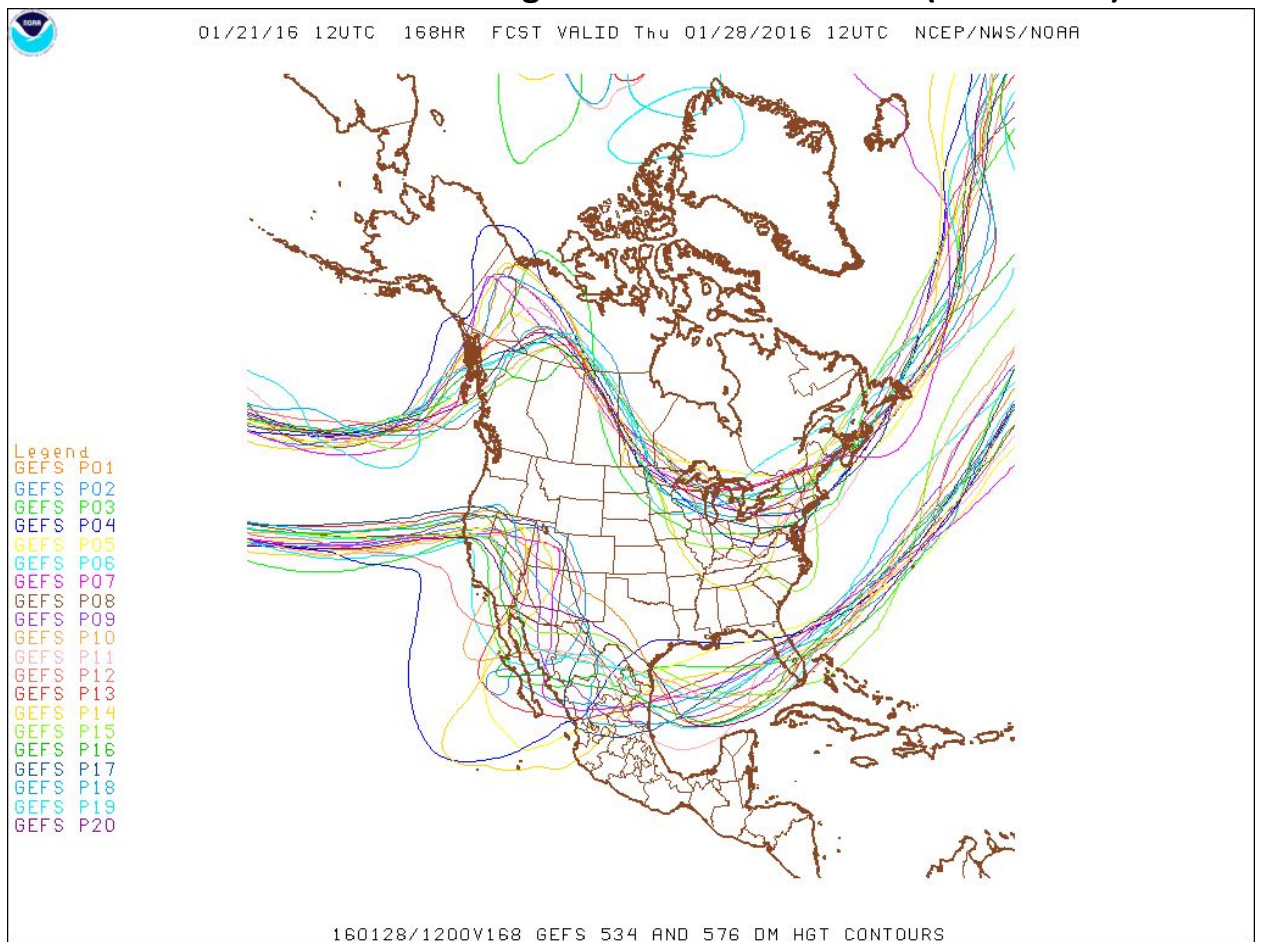 01/21/16 12UTC 168HR FCST VALID Thu 01/28/2016 12UTC NCEP/NWS/NOAA
NOAA
Legend
GEFS P01
GEFS P02
GEFS P03
GEFS P04
GEFS P05
GEFS P06
GEFS P07
GEFS P08
GEFS P09
GEFS P10
GEFS P11
GEFS P12
GEFS P13
GEFS P14
GEFS P15
GEFS P16
GEFS P17
GEFS P18
GEFS P19
GEFS P20
160128/1200V168 GEFS 534 AND 576 DM HGT CONTOURS